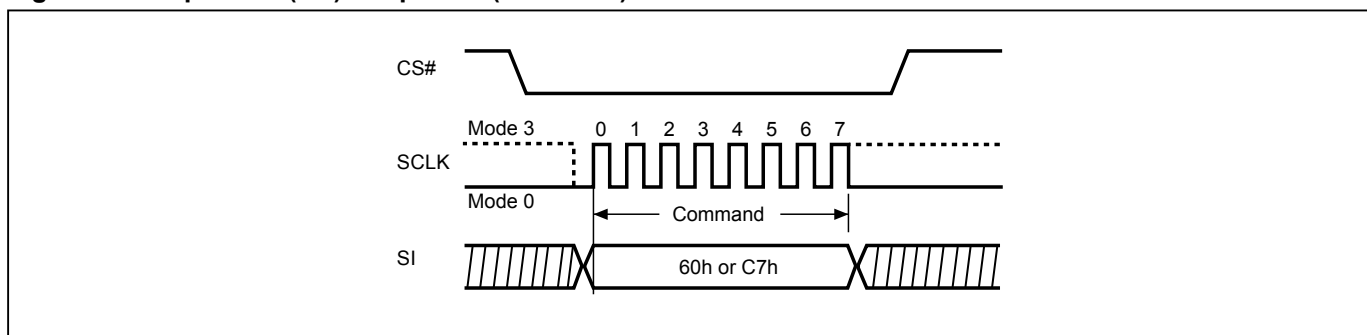 CS#
Mode 3
0 1 2 3 4 5 6 7
SCLK
Mode 0
Command
SI
60h or C7h